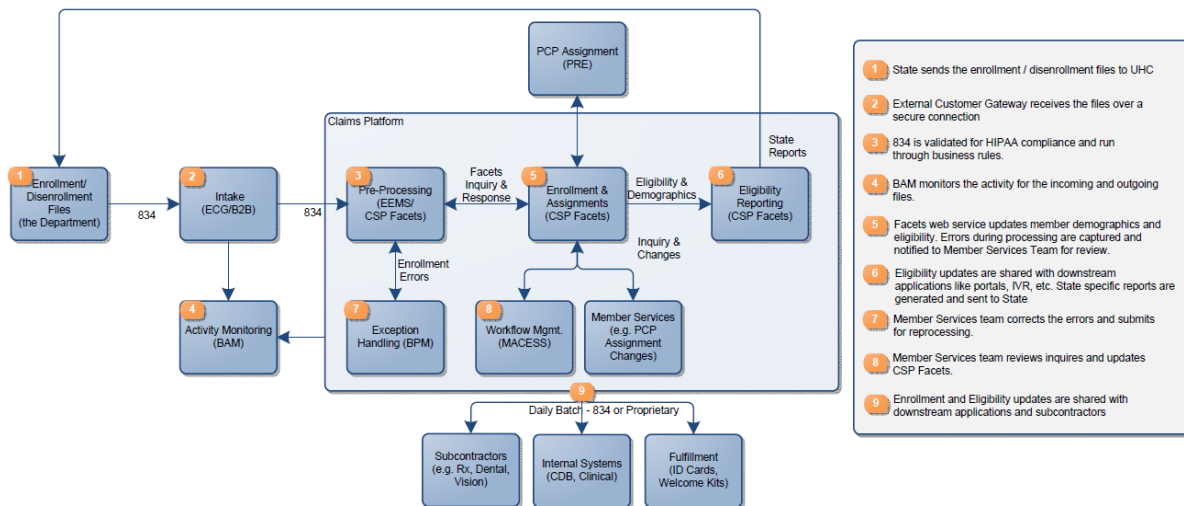 PCP Assignment
(PRE)
Claims Platform
State
Reports
1
Enrollment/
Disenrollment
Files
(the Department)
834
2
Intake
(ECG/B2B)
834
3
Pre-Processing
(EEMS/
CSP Facets)
Facets
Inquiry &
Response
5
Enrollment &
Assignments
(CSP Facets)
Eligibility &
Demographics
6
Eligibility
Reporting
(CSP Facets)
Inquiry &
Changes
Enrollment
Errors
4
Activity Monitoring
(BAM)
7
Exception
Handling (BPM)
8
Workflow Mgmt.
(MACESS)
Member Services
(e.g. PCP
Assignment
Changes)
9
Daily Batch - 834 or Proprietary
Subcontractors
(e.g. Rx, Dental,
Vision)
Internal Systems
(CDB, Clinical)
Fulfillment
(ID Cards,
Welcome Kits)
1 State sends the enrollment / disenrollment files to UHC
2 External Customer Gateway receives the files over a
secure connection
3 834 is validated for HIPAA compliance and run
through business rules.
4 BAM monitors the activity for the incoming and outgoing
files.
5 Facets web service updates member demographics and
eligibility. Errors during processing are captured and
notified to Member Services Team for review.
6 Eligibility updates are shared with downstream
applications like portals, IVR, etc. State specific reports are
generated and sent to State
7 Member Services team corrects the errors and submits
for reprocessing.
8 Member Services team reviews inquires and updates
CSP Facets.
9 Enrollment and Eligibility updates are shared with
downstream applications and subcontractors